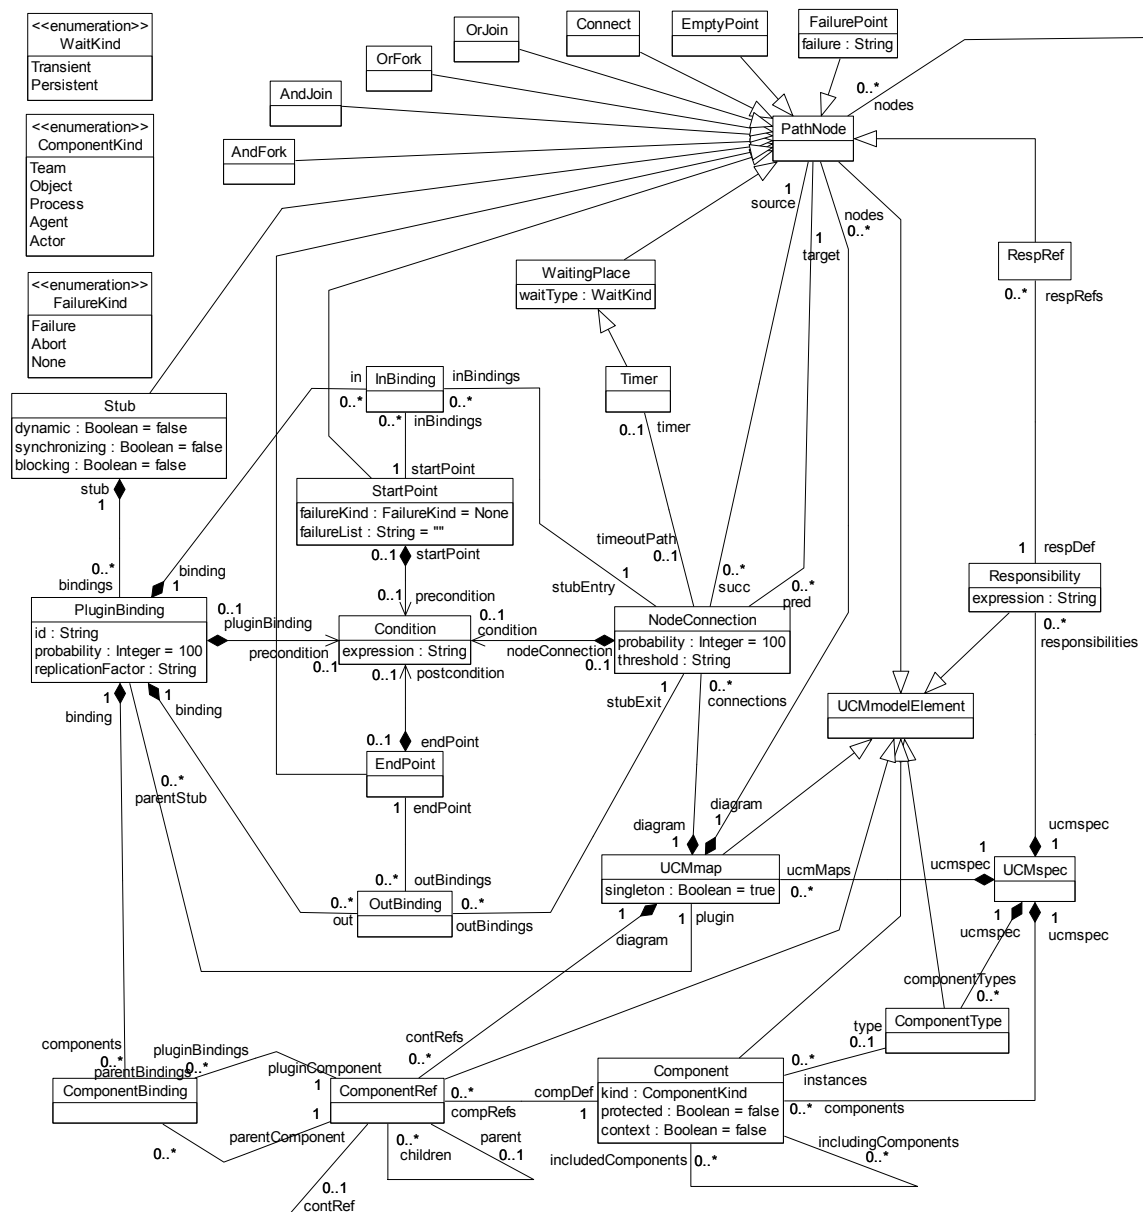 <<enumeration>>
WaitKind
Transient
Persistent
<<enumeration>>
ComponentKind
Team
Object
Process
Agent
Actor
<<enumeration>>
FailureKind
Failure
Abort
None
AndFork
AndJoin
OrFork
OrJoin
Connect
EmptyPoint
FailurePoint
failure : String
0..*
nodes
PathNode
1
source
1
target
nodes
0..*
RespRef
0..*
respRefs
WaitingPlace
waitType : WaitKind
Timer
0..1
timer
in
0..*
InBinding
inBindings
0..*
0..*
inBindings
Stub
dynamic : Boolean = false
synchronizing : Boolean = false
blocking : Boolean = false
stub
1
1
startPoint
StartPoint
failureKind : FailureKind = None
failureList : String = ""
0..1
startPoint
timeoutPath
0..1
0..*
succ
0..*
pred
1
respDef
Responsibility
expression : String
0..*
responsibilities
0..*
bindings
binding
1
stubEntry
1
PluginBinding
id : String
probability : Integer = 100
replicationFactor : String
0..1
pluginBinding
precondition
0..1
0..1
precondition
Condition
expression : String
0..1
condition
nodeConnection
0..1
NodeConnection
probability : Integer = 100
threshold : String
0..1
postcondition
1
binding
1
binding
stubExit
1
0..*
connections
UCMmodelElement
0..1
endPoint
EndPoint
1
endPoint
0..*
parentStub
diagram
1
diagram
1
UCMmap
singleton : Boolean = true
ucmMaps
0..*
1
ucmspec
ucmspec
1
UCMspec
1
ucmspec
1
ucmspec
0..*
outBindings
0..*
out
OutBinding
0..*
outBindings
1
diagram
1
plugin
componentTypes
0..*
ComponentType
type
0..1
0..*
instances
contRefs
0..*
components
0..*
parentBindings
pluginBindings
0..*
pluginComponent
1
ComponentBinding
ComponentRef
0..*
compRefs
compDef
1
Component
kind : ComponentKind
protected : Boolean = false
context : Boolean = false
0..*
components
1
parentComponent
0..*
0..*
children
parent
0..1
includedComponents
0..*
includingComponents
0..*
0..1
contRef